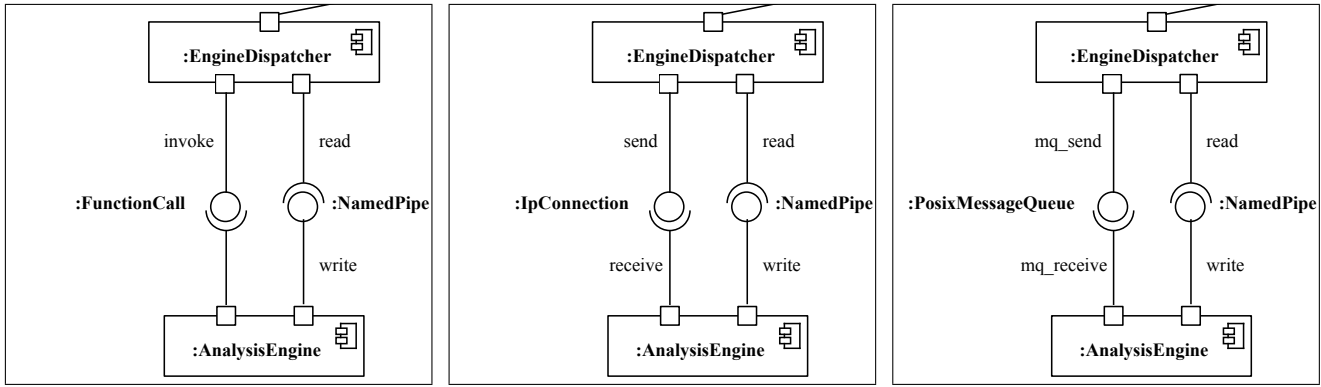 :EngineDispatcher
invoke
read
:FunctionCall
:NamedPipe
write
:AnalysisEngine
:EngineDispatcher
send
read
:IpConnection
:NamedPipe
receive
write
:AnalysisEngine
:EngineDispatcher
mq_send
read
:PosixMessageQueue
:NamedPipe
mq_receive
write
:AnalysisEngine